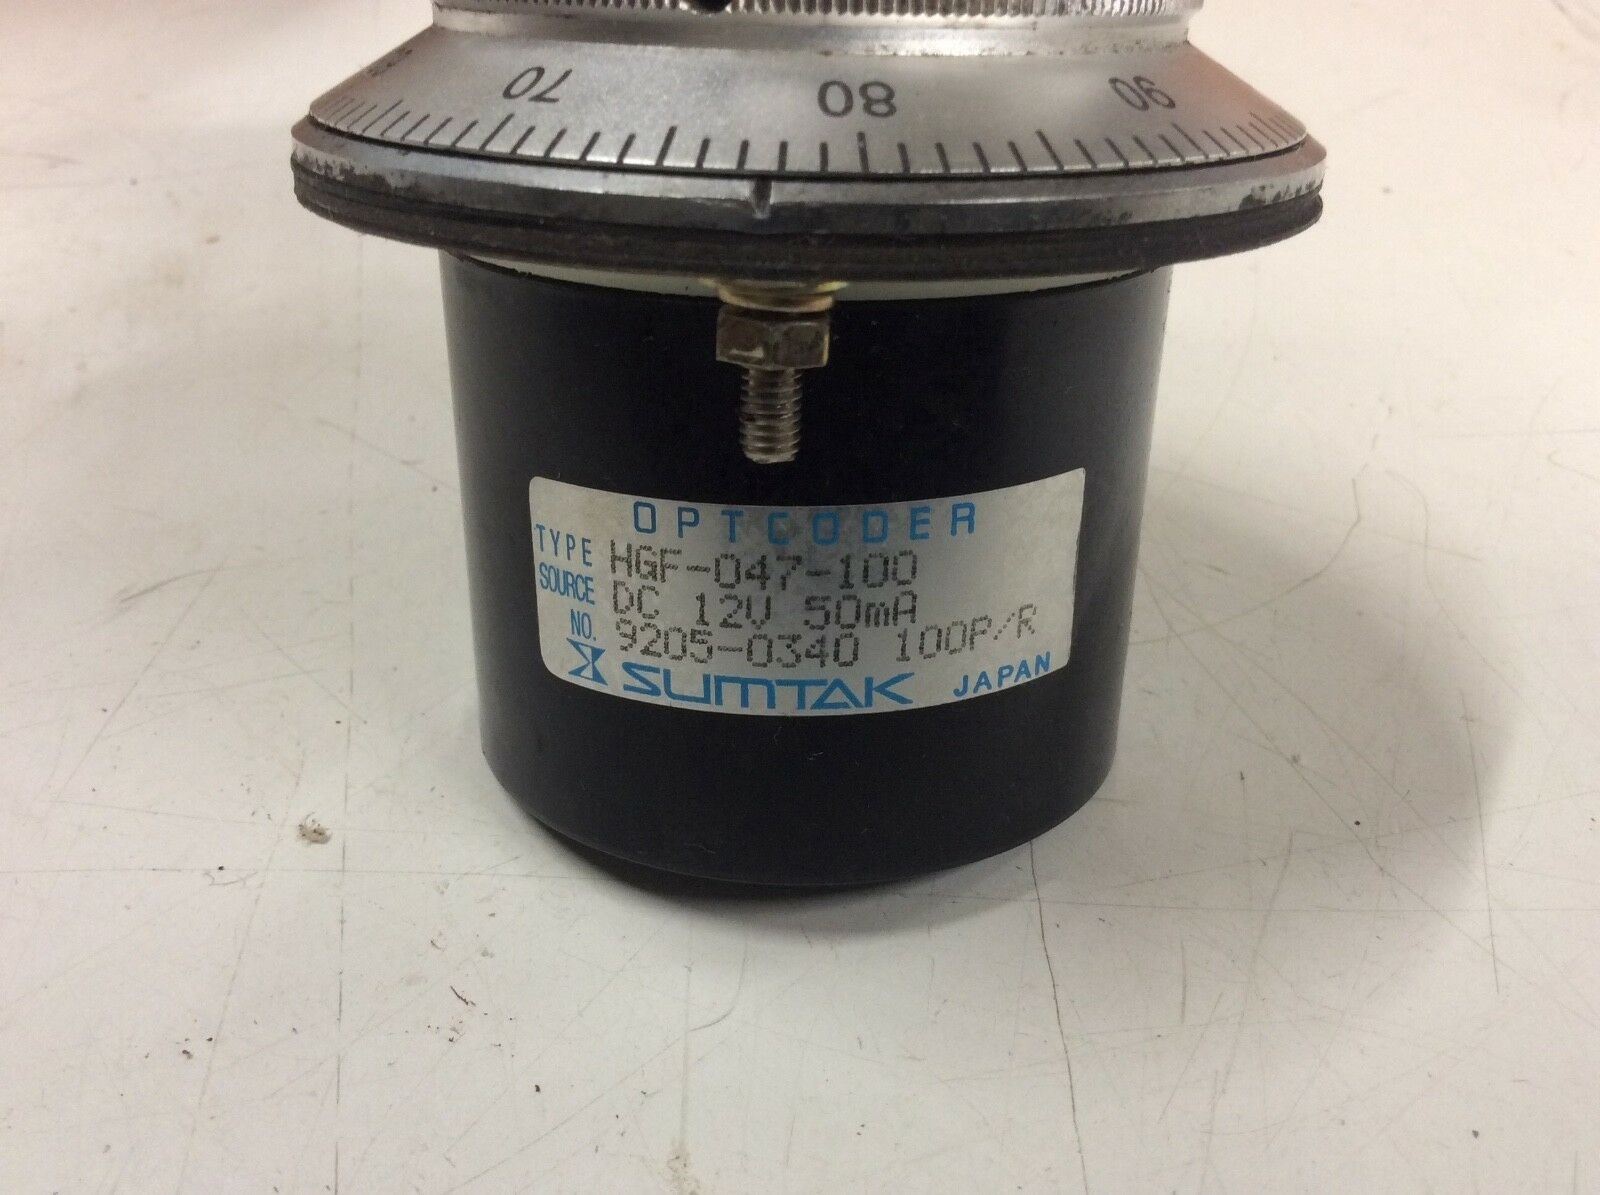 70 80 90
OPTCODER
TYPE HGF-047-100
SOURCE DC 12V 50mA
NO. 9205-0340 100P/R
SUMTAK JAPAN